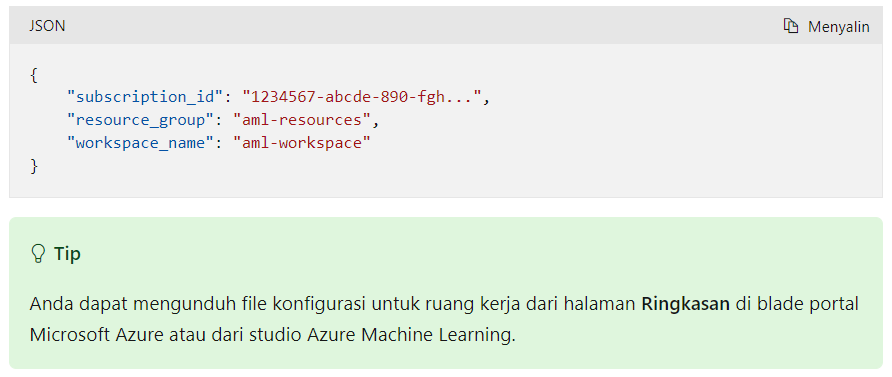 JSON
Menyalin
{
    "subscription_id": "1234567-abcde-890-fgh...",
    "resource_group": "aml-resources",
    "workspace_name": "aml-workspace"
}
Tip
Anda dapat mengunduh file konfigurasi untuk ruang kerja dari halaman Ringkasan di blade portal
Microsoft Azure atau dari studio Azure Machine Learning.